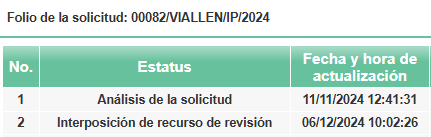 Folio de la solicitud: 00082/VIALLEN/IP/2024
No. Estatus Fecha y hora de actualización
1 Análisis de la solicitud 11/11/2024 12:41:31
2 Interposición de recurso de revisión 06/12/2024 10:02:26